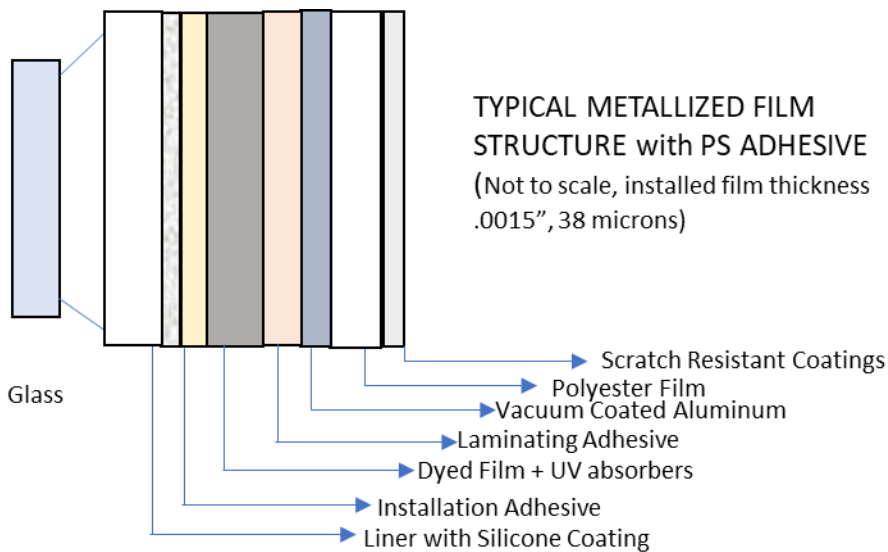 TYPICAL METALLIZED FILM
STRUCTURE with PS ADHESIVE
(Not to scale, installed film thickness
.0015”, 38 microns)
Scratch Resistant Coatings
Polyester Film
Glass
Vacuum Coated Aluminum
Laminating Adhesive
Dyed Film + UV absorbers
Installation Adhesive
Liner with Silicone Coating